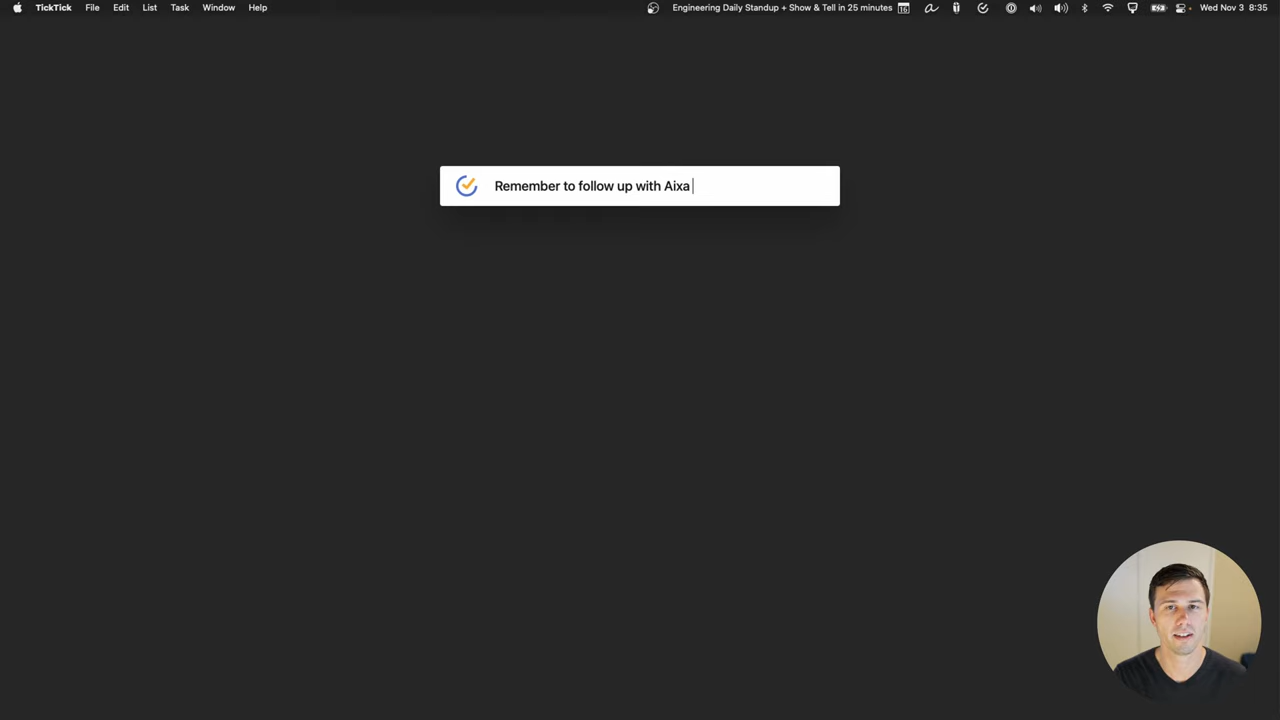 TickTick File Edit List Task Window Help Engineering Daily Standup + Show & Tell in 25 minutes 16 Wed Nov 3 8:35
Remember to follow up with Aixa